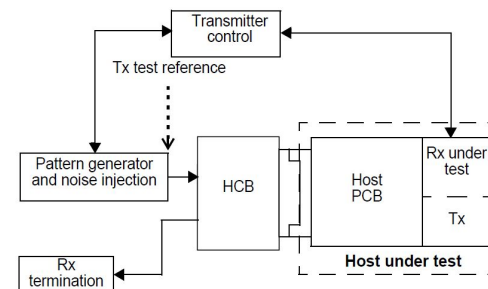 Transmitter
control
Tx test reference
Pattern generator
and noise injection
HCB
Host
PCB
Rx under
test
Tx
Host under test
Rx
termination